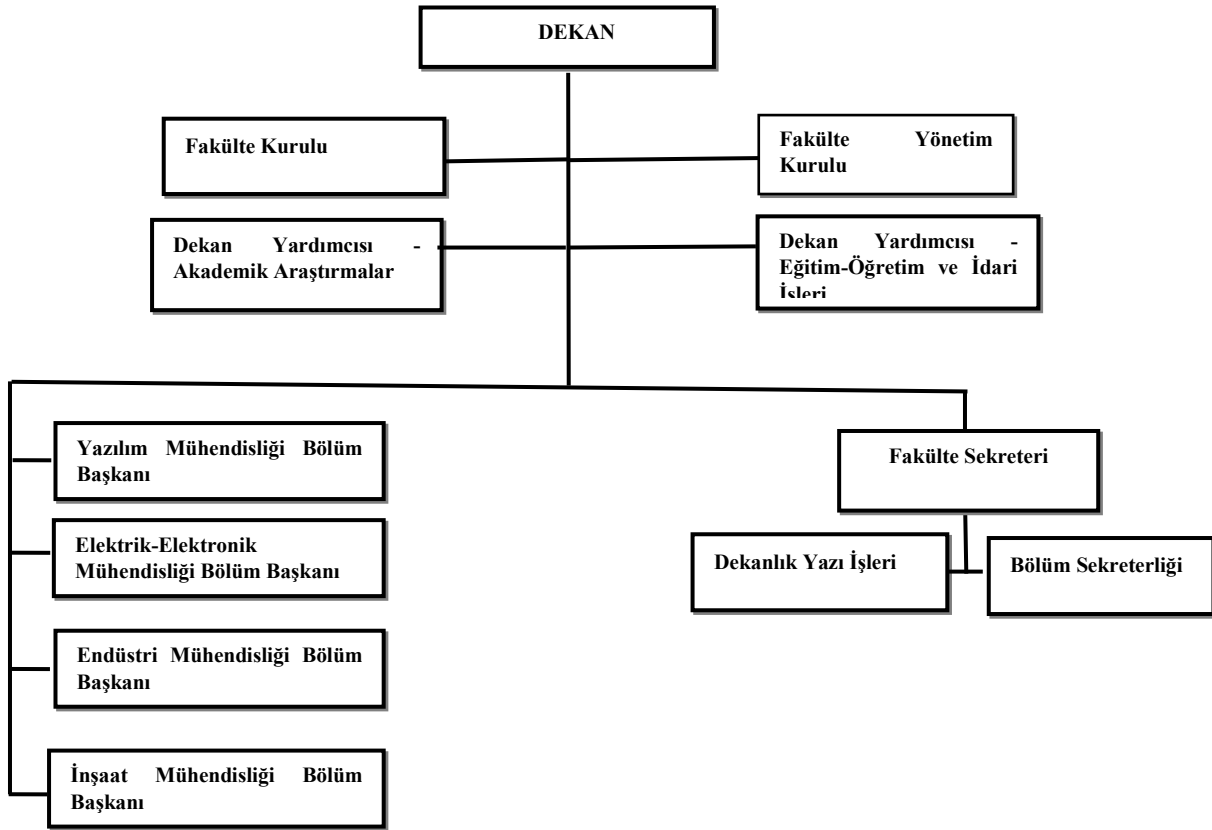 DEKAN
Fakülte Kurulu
Fakülte Yönetim
Kurulu
Dekan Yardımcısı -
Akademik Araştırmalar
Dekan Yardımcısı -
Eğitim-Öğretim ve İdari
İşleri
Yazılım Mühendisliği Bölüm
Başkanı
Fakülte Sekreteri
Elektrik-Elektronik
Mühendisliği Bölüm Başkanı
Dekanlık Yazı İşleri
Bölüm Sekreterliği
Endüstri Mühendisliği Bölüm
Başkanı
İnşaat Mühendisliği Bölüm
Başkanı